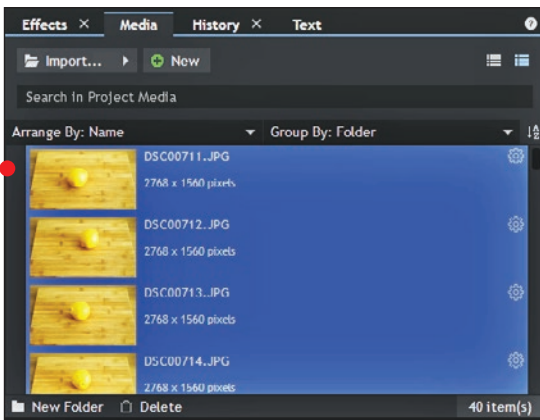 Effects × Media History × Text
Import... New
Search in Project Media
Arrange By: Name Group By: Folder
DSC00711.JPG
2768 x 1560 pixels
DSC00712.JPG
2768 x 1560 pixels
DSC00713.JPG
2768 x 1560 pixels
DSC00714.JPG
2768 x 1560 pixels
New Folder Delete 40 item(s)